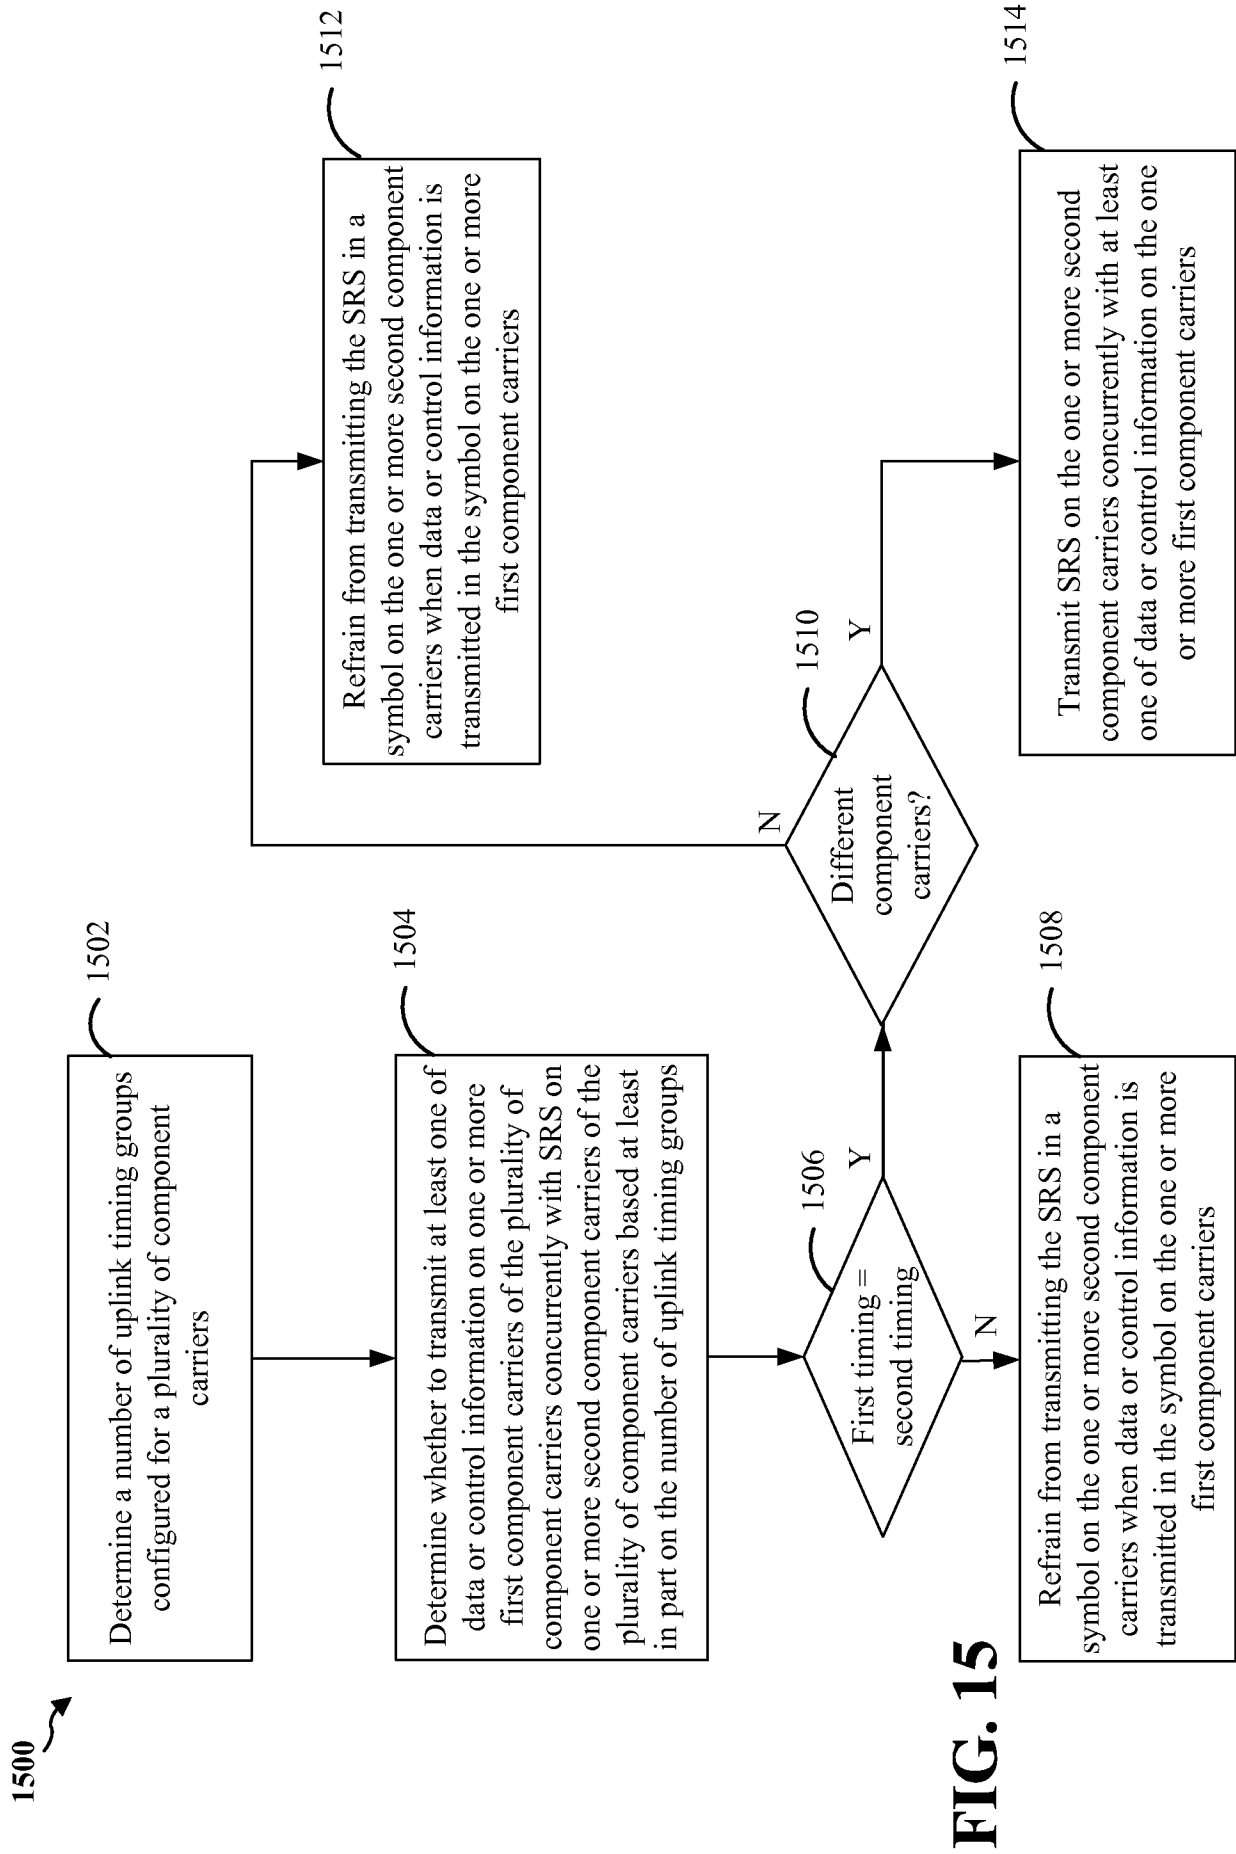 1500
1502
Determine a number of uplink timing groups
configured for a plurality of component
carriers
1504
Determine whether to transmit at least one of
data or control information on one or more
first component carriers of the plurality of
component carriers concurrently with SRS on
one or more second component carriers of the
plurality of component carriers based at least
in part on the number of uplink timing groups
1506
First timing =
second timing
Y
N
1508
Refrain from transmitting the SRS in a
symbol on the one or more second component
carriers when data or control information is
transmitted in the symbol on the one or more
first component carriers
1510
Different
component
carriers?
N
Y
1512
Refrain from transmitting the SRS in a
symbol on the one or more second component
carriers when data or control information is
transmitted in the symbol on the one or more
first component carriers
1514
Transmit SRS on the one or more second
component carriers concurrently with at least
one of data or control information on the one
or more first component carriers
FIG. 15